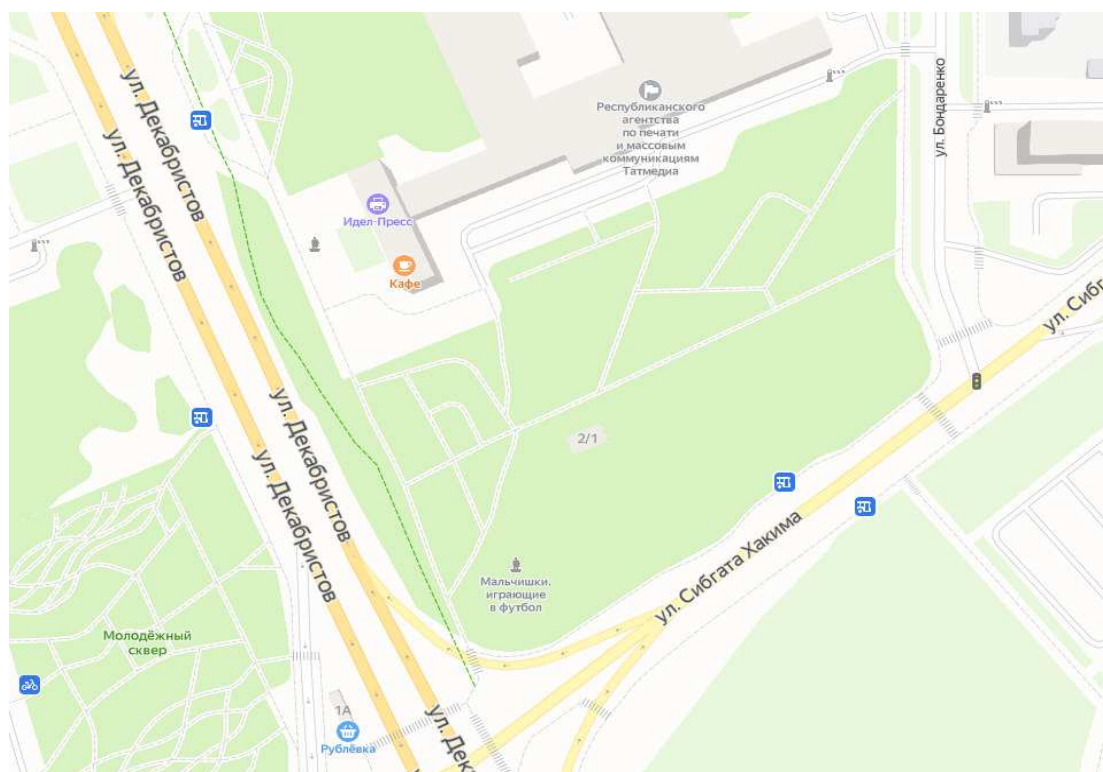 ул. Декабристов
ул. Декабристов
Республиканского
агентства
по печати
и массовым
коммуникациям
Татмедиа
ул. Бондаренко
Идел-Пресс
Кафе
ул. Сибг
ул. Декабристов
ул. Декабристов
2/1
ул. Сибгата Хакима
Мальчишки,
играющие
в футбол
Молодёжный
сквер
1А
Рублёвка
ул. Дек